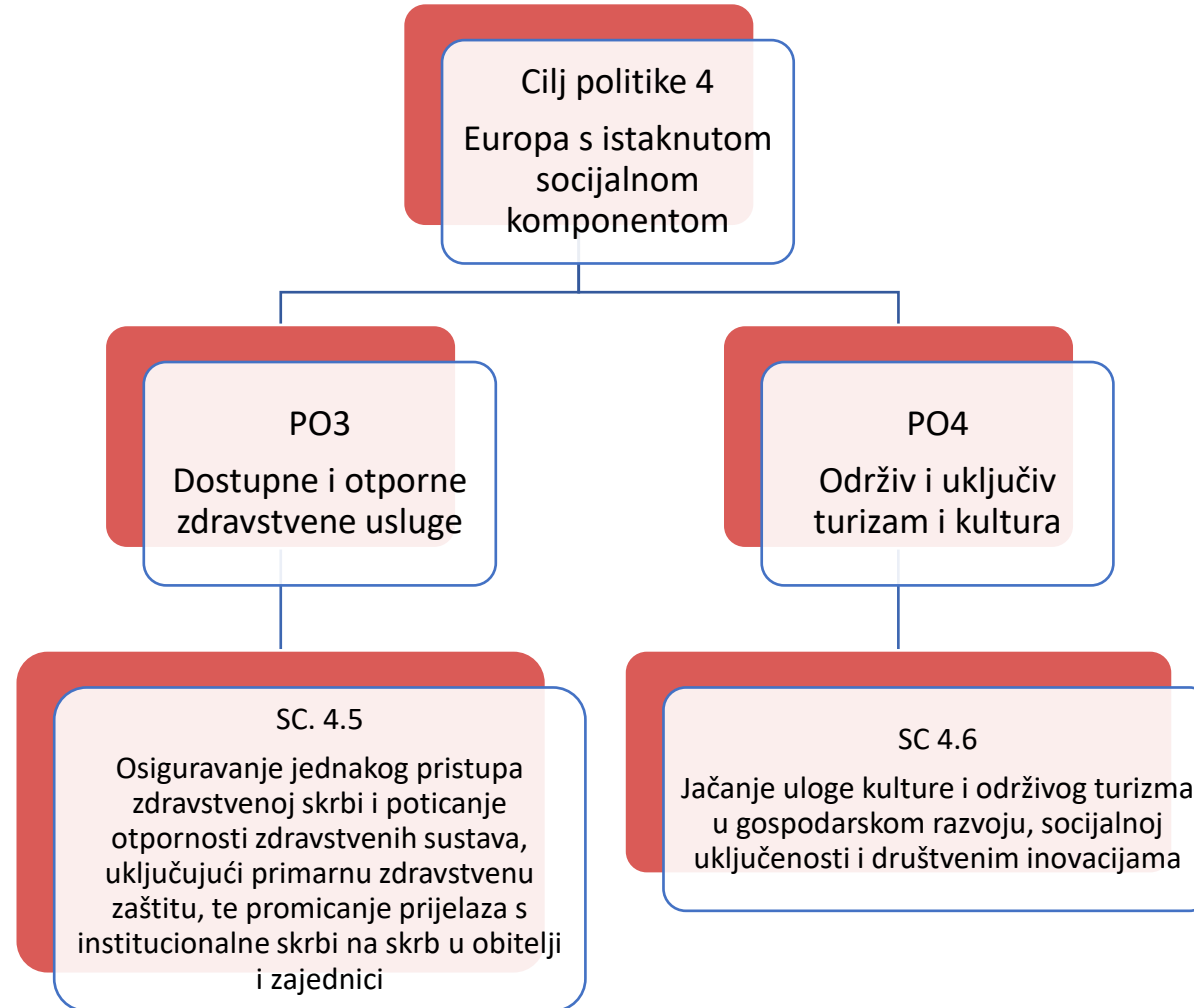 Cilj politike 4
Europa s istaknutom
socijalnom
komponentom
PO3
Dostupne i otporne
zdravstvene usluge
PO4
Održiv i uključiv
turizam i kultura
SC. 4.5
Osiguravanje jednakog pristupa
zdravstvenoj skrbi i poticanje
otpornosti zdravstvenih sustava,
uključujući primarnu zdravstvenu
zaštitu, te promicanje prijelaza s
institucionalne skrbi na skrb u obitelji
i zajednici
SC 4.6
Jačanje uloge kulture i održivog turizma
u gospodarskom razvoju, socijalnoj
uključenosti i društvenim inovacijama